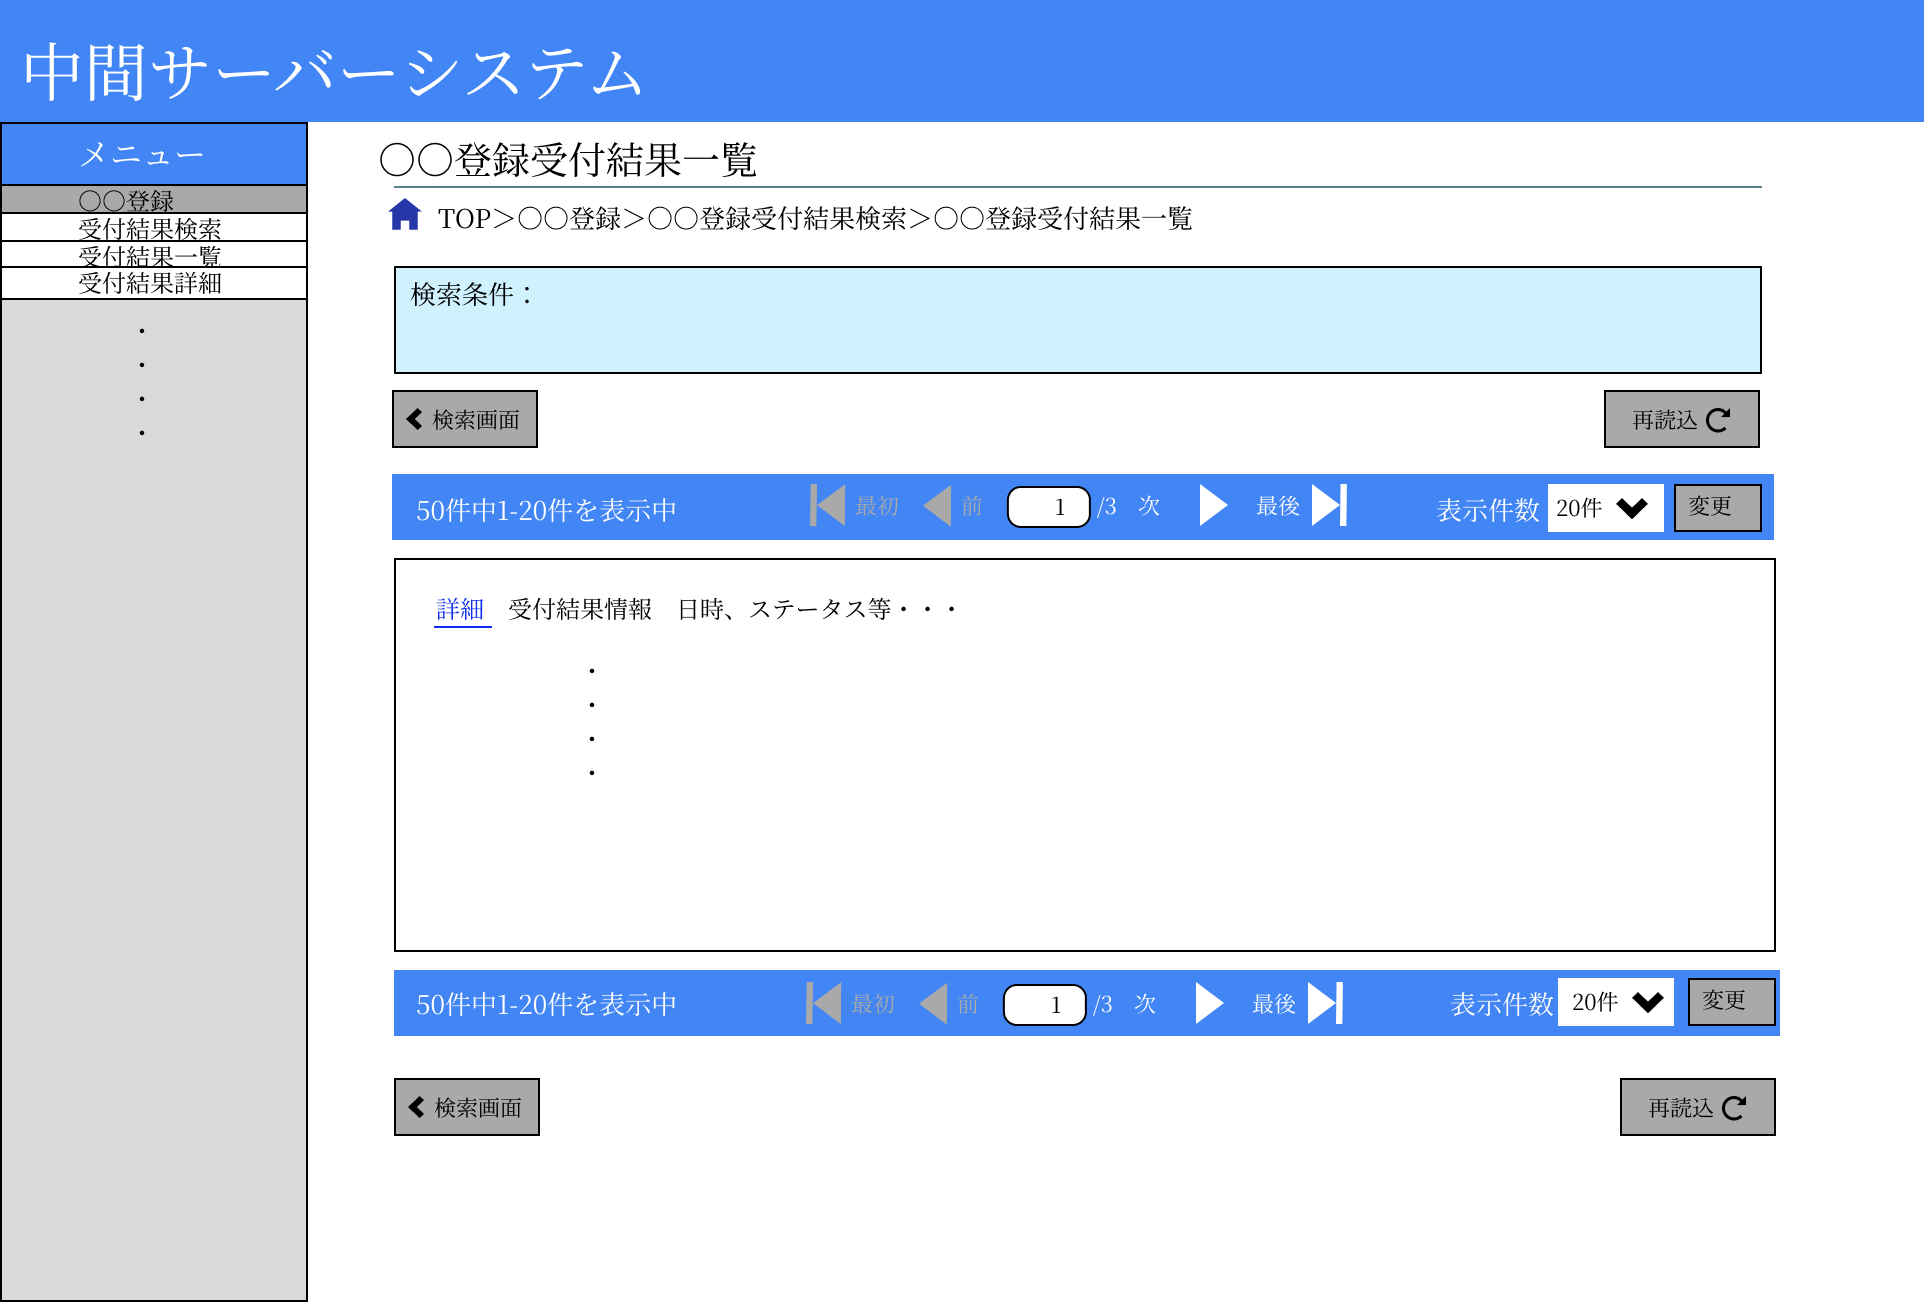 中間サーバーシステム
メニュー
〇〇登録
受付結果検索
受付結果一覧
受付結果詳細
・
・
・
・
〇〇登録受付結果一覧
TOP＞〇〇登録＞〇〇登録受付結果検索＞〇〇登録受付結果一覧
検索条件：
検索画面
再読込
50件中1-20件を表示中 最初 前 1 /3 次 最後 表示件数 20件 変更
詳細 受付結果情報 日時、ステータス等・・・
・
・
・
・
50件中1-20件を表示中 最初 前 1 /3 次 最後 表示件数 20件 変更
検索画面
再読込